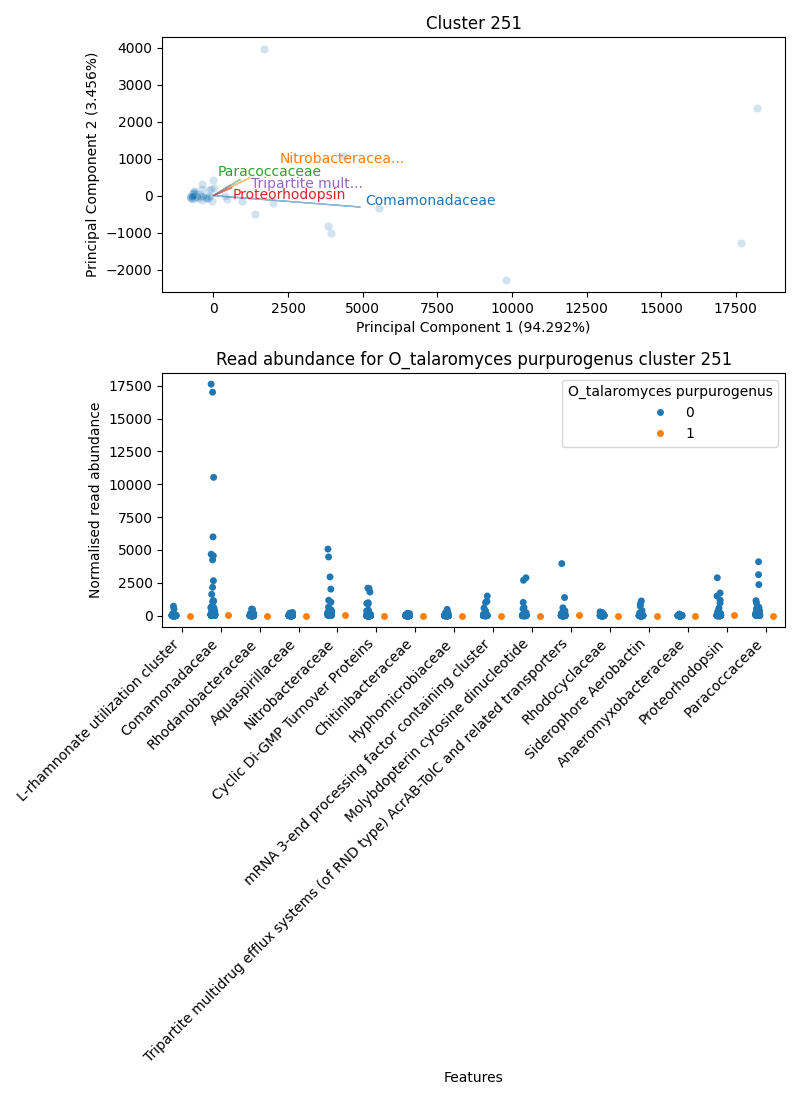 Cluster 251
Principal Component 2 (3.456%)
4000
3000
2000
1000
0
−1000
−2000
Nitrobacteracea...
Paracoccaceae
Tripartite mult...
Proteorhodopsin
Comamonadaceae
0 2500 5000 7500 10000 12500 15000 17500
Principal Component 1 (94.292%)
Read abundance for O_talaromyces purpurogenus cluster 251
Normalised read abundance
17500
15000
12500
10000
7500
5000
2500
0
O_talaromyces purpurogenus
0
1
L-rhamnonate utilization cluster
Comamonadaceae
Rhodanobacteraceae
Aquaspirillaceae
Nitrobacteraceae
Cyclic Di-GMP Turnover Proteins
Chitinibacteraceae
Hyphomicrobiaceae
mRNA 3-end processing factor containing cluster
Molybdopterin cytosine dinucleotide
Tripartite multidrug efflux systems (of RND type) AcrAB-TolC and related transporters
Rhodocyclaceae
Siderophore Aerobactin
Anaeromyxobacteraceae
Proteorhodopsin
Paracoccaceae
Features